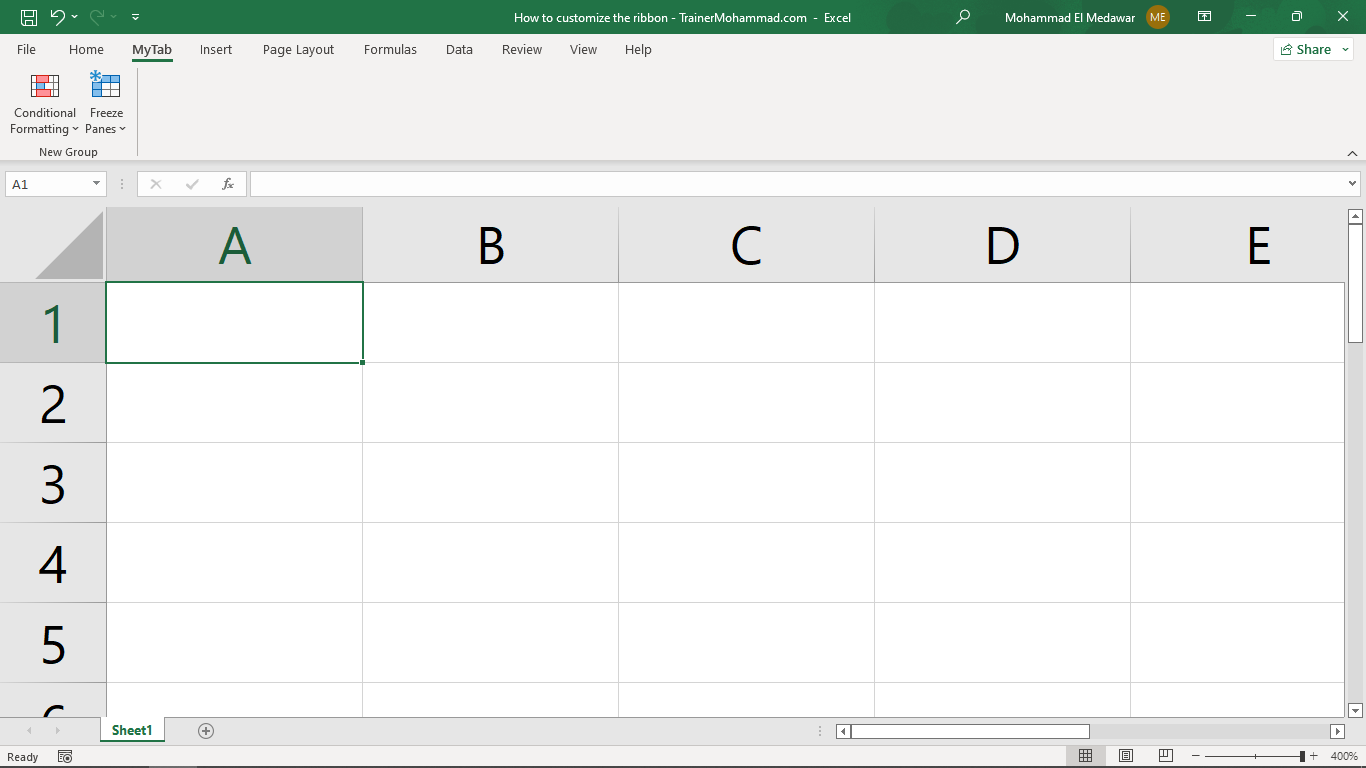 How to customize the ribbon - TrainerMohammad.com - Excel
Mohammad El Medawar ME
File Home MyTab Insert Page Layout Formulas Data Review View Help
Share
Conditional Formatting
Freeze Panes
New Group
A1
fx
A B C D E
1
2
3
4
5
6
Sheet1
Ready
400%